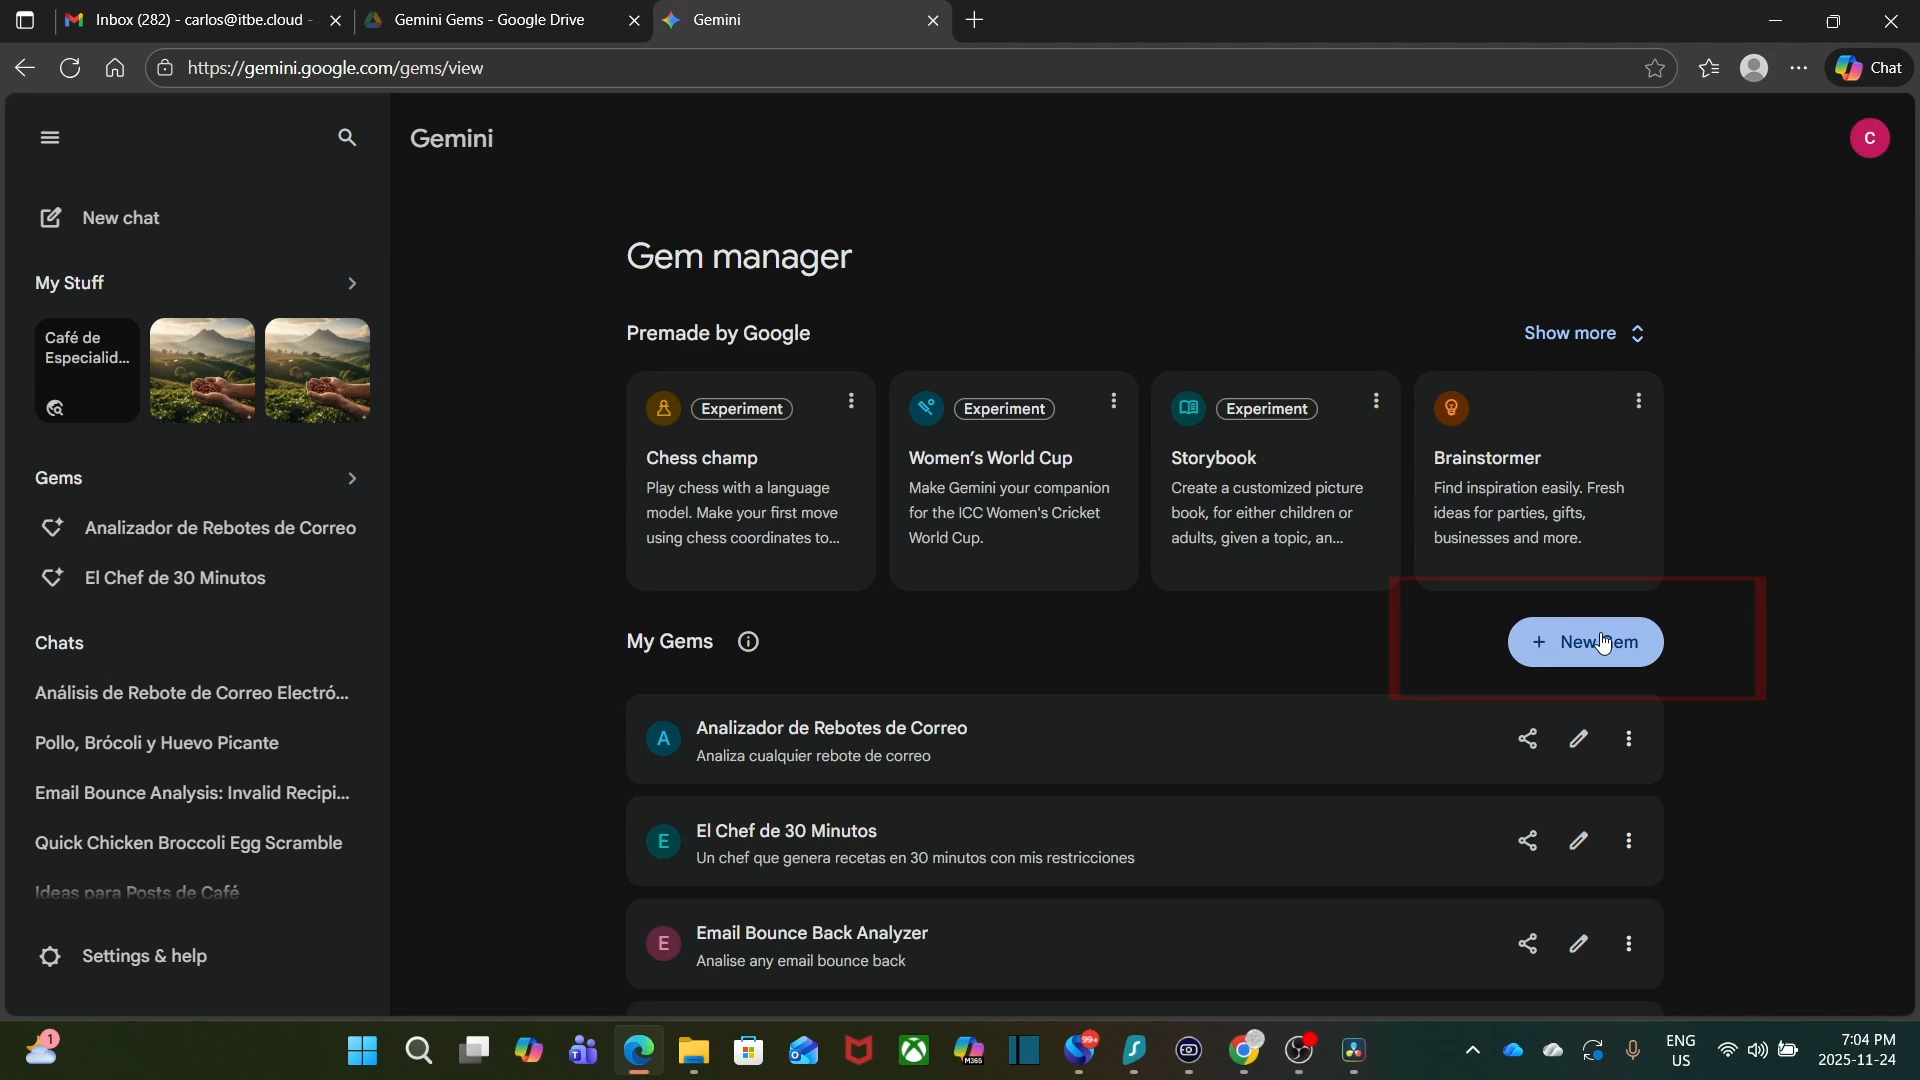 Inbox (282) - carlos@itbe.cloud -
Gemini Gems - Google Drive
Gemini
https://gemini.google.com/gems/view
Chat
Gemini
C
New chat
My Stuff
Café de
Especialid...
Gems
Analizador de Rebotes de Correo
El Chef de 30 Minutos
Chats
Análisis de Rebote de Correo Electró...
Pollo, Brócoli y Huevo Picante
Email Bounce Analysis: Invalid Recipi...
Quick Chicken Broccoli Egg Scramble
Ideas para Posts de Café
Settings & help
Gem manager
Premade by Google
Show more
Experiment
Chess champ
Play chess with a language
model. Make your first move
using chess coordinates to...
Experiment
Women's World Cup
Make Gemini your companion
for the ICC Women's Cricket
World Cup.
Experiment
Storybook
Create a customized picture
book, for either children or
adults, given a topic, an...
Brainstormer
Find inspiration easily. Fresh
ideas for parties, gifts,
businesses and more.
My Gems
+ New Gem
A
Analizador de Rebotes de Correo
Analiza cualquier rebote de correo
E
El Chef de 30 Minutos
Un chef que genera recetas en 30 minutos con mis restricciones
E
Email Bounce Back Analyzer
Analise any email bounce back
1
M365
99+
ENG
US
7:04 PM
2025-11-24